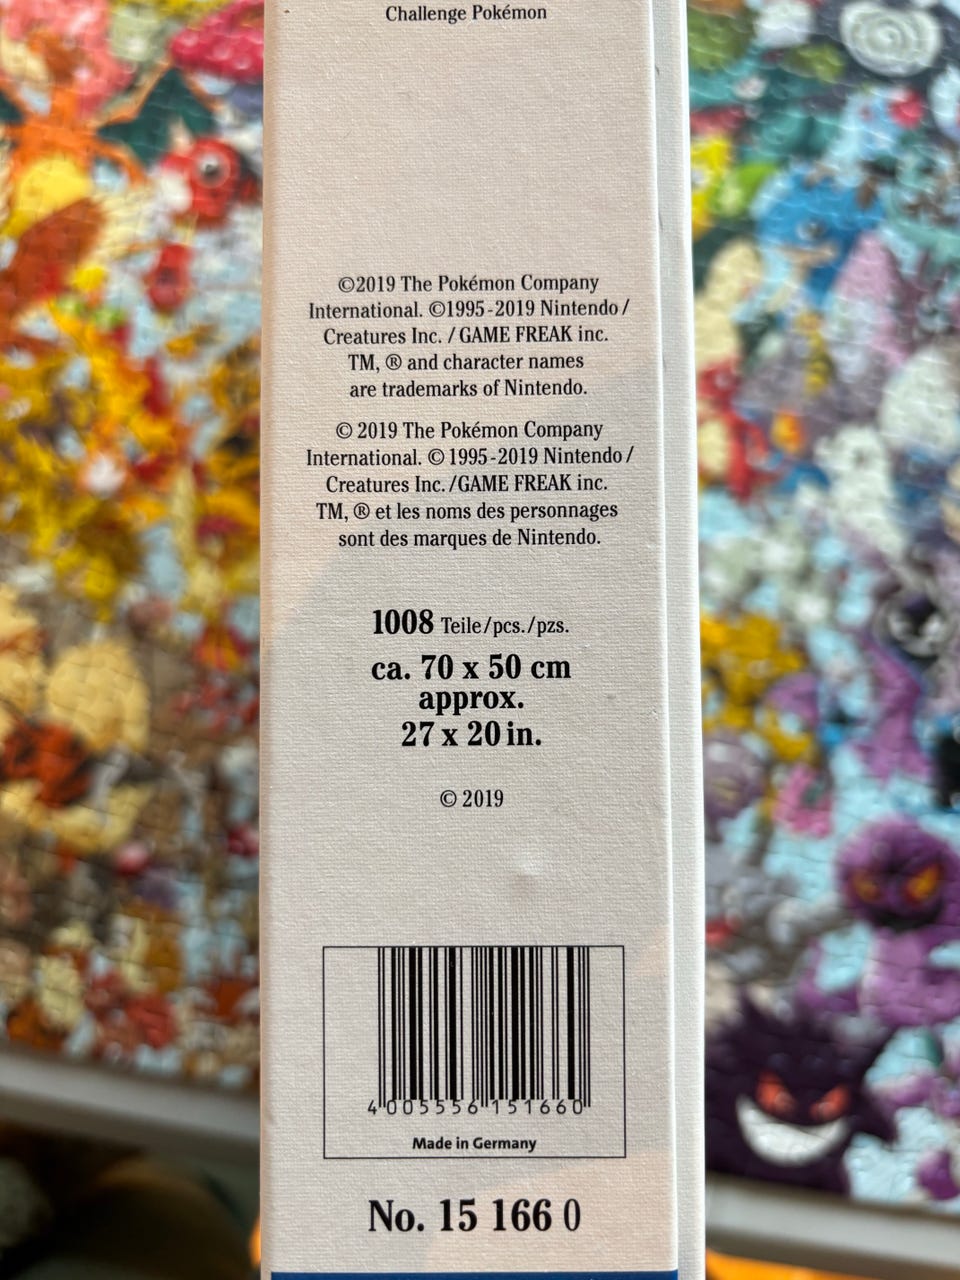 Challenge Pokémon
©2019 The Pokémon Company
International. ©1995-2019 Nintendo/
Creatures Inc. / GAME FREAK inc.
TM, ® and character names
are trademarks of Nintendo.
© 2019 The Pokémon Company
International. © 1995-2019 Nintendo/
Creatures Inc./GAME FREAK inc.
TM, ® et les noms des personnages
sont des marques de Nintendo.
1008 Teile/pcs./pzs.
ca. 70 x 50 cm
approx.
27 x 20 in.
© 2019
4 005556 151660
Made in Germany
No. 15 166 0